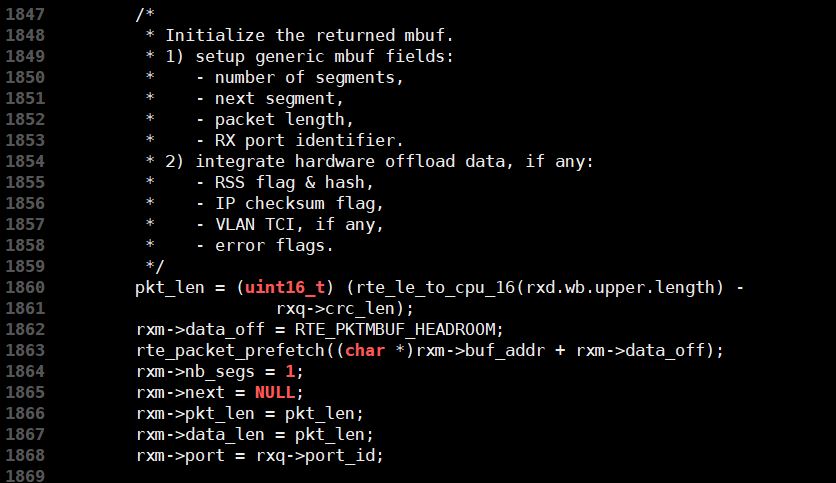 1847         /*
1848          * Initialize the returned mbuf.
1849          * 1) setup generic mbuf fields:
1850          *    - number of segments,
1851          *    - next segment,
1852          *    - packet length,
1853          *    - RX port identifier.
1854          * 2) integrate hardware offload data, if any:
1855          *    - RSS flag & hash,
1856          *    - IP checksum flag,
1857          *    - VLAN TCI, if any,
1858          *    - error flags.
1859          */
1860         pkt_len = (uint16_t) (rte_le_to_cpu_16(rxd.wb.upper.length) -
1861                       rxq->crc_len);
1862         rxm->data_off = RTE_PKTMBUF_HEADROOM;
1863         rte_packet_prefetch((char *)rxm->buf_addr + rxm->data_off);
1864         rxm->nb_segs = 1;
1865         rxm->next = NULL;
1866         rxm->pkt_len = pkt_len;
1867         rxm->data_len = pkt_len;
1868         rxm->port = rxq->port_id;
1869